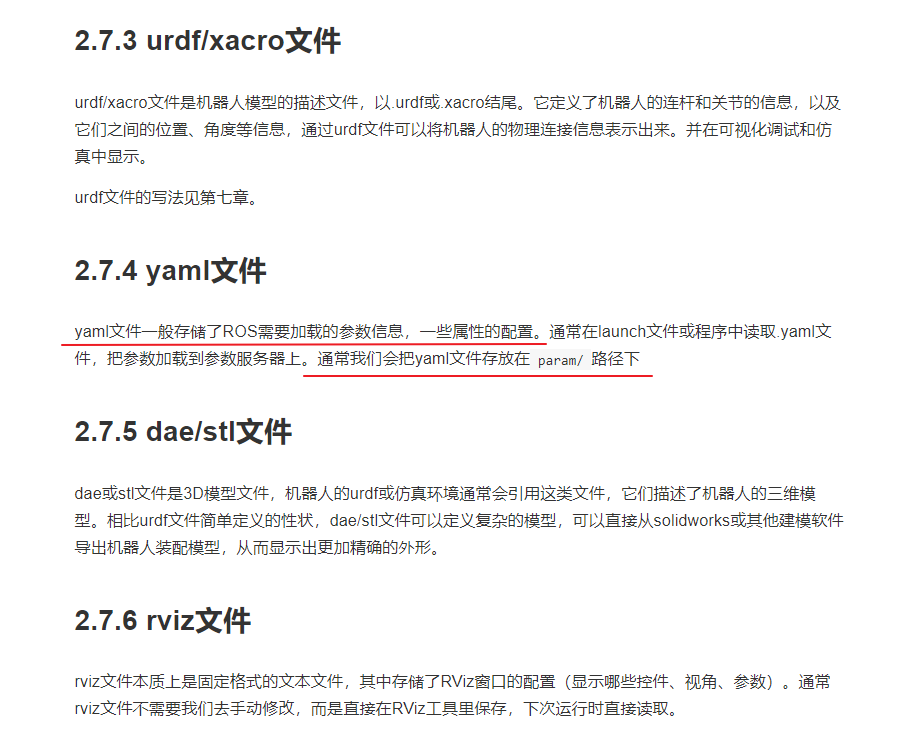 2.7.3 urdf/xacro文件
urdf/xacro文件是机器人模型的描述文件，以.urdf或.xacro结尾。它定义了机器人的连杆和关节的信息，以及
它们之间的位置、角度等信息，通过urdf文件可以将机器人的物理连接信息表示出来。并在可视化调试和仿
真中显示。
urdf文件的写法见第七章。
2.7.4 yaml文件
yaml文件一般存储了ROS需要加载的参数信息，一些属性的配置。通常在launch文件或程序中读取.yaml文
件，把参数加载到参数服务器上。通常我们会把yaml文件存放在 param/ 路径下
2.7.5 dae/stl文件
dae或stl文件是3D模型文件，机器人的urdf或仿真环境通常会引用这类文件，它们描述了机器人的三维模
型。相比urdf文件简单定义的性状，dae/stl文件可以定义复杂的模型，可以直接从solidworks或其他建模软件
导出机器人装配模型，从而显示出更加精确的外形。
2.7.6 rviz文件
rviz文件本质上是固定格式的文本文件，其中存储了RViz窗口的配置（显示哪些控件、视角、参数）。通常
rviz文件不需要我们去手动修改，而是直接在RViz工具里保存，下次运行时直接读取。